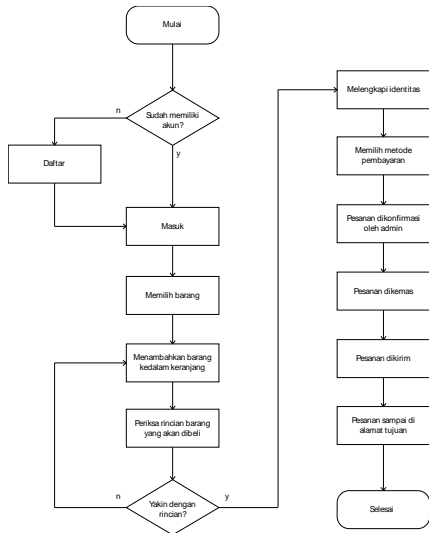 Mulai
Sudah memiliki
akun?
n
y
Daftar
Masuk
Memilih barang
Menambahkan barang
kedalam keranjang
Periksa rincian barang
yang akan dibeli
Yakin dengan
rincian?
n
y
Melengkapi identitas
Memilih metode
pembayaran
Pesanan dikonfirmasi
oleh admin
Pesanan dikemas
Pesanan dikirim
Pesanan sampai di
alamat tujuan
Selesai